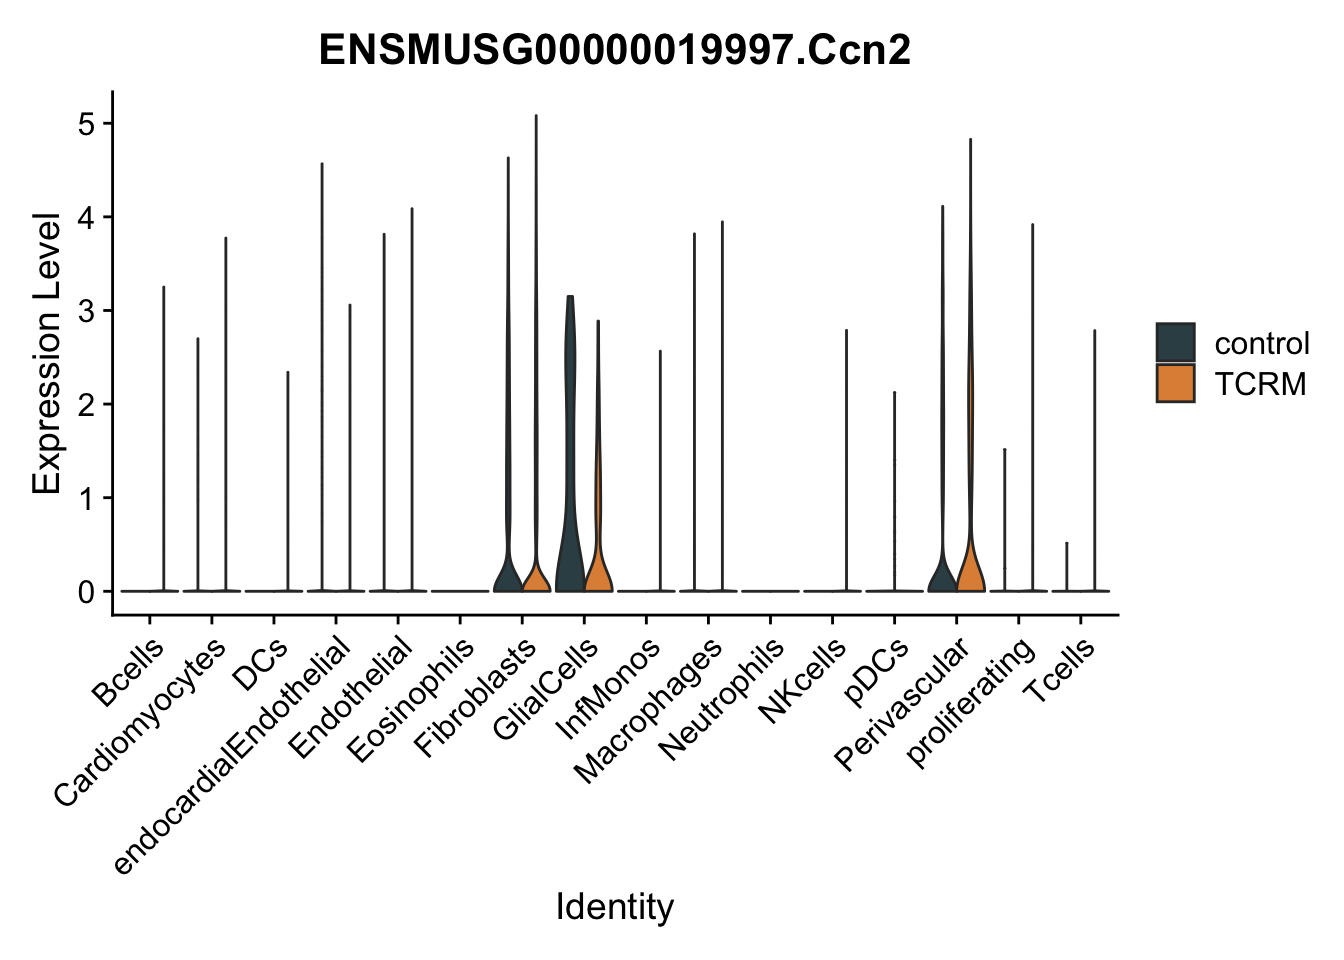 ENSMUSG00000019997.Ccn2
Expression Level
5
4
3
2
1
0
control
TCRM
Bcells
Cardiomyocytes
DCs
endocardialEndothelial
Endothelial
Eosinophils
Fibroblasts
GlialCells
InfMonos
Macrophages
Neutrophils
NKcells
pDCs
Perivascular
proliferating
Tcells
Identity